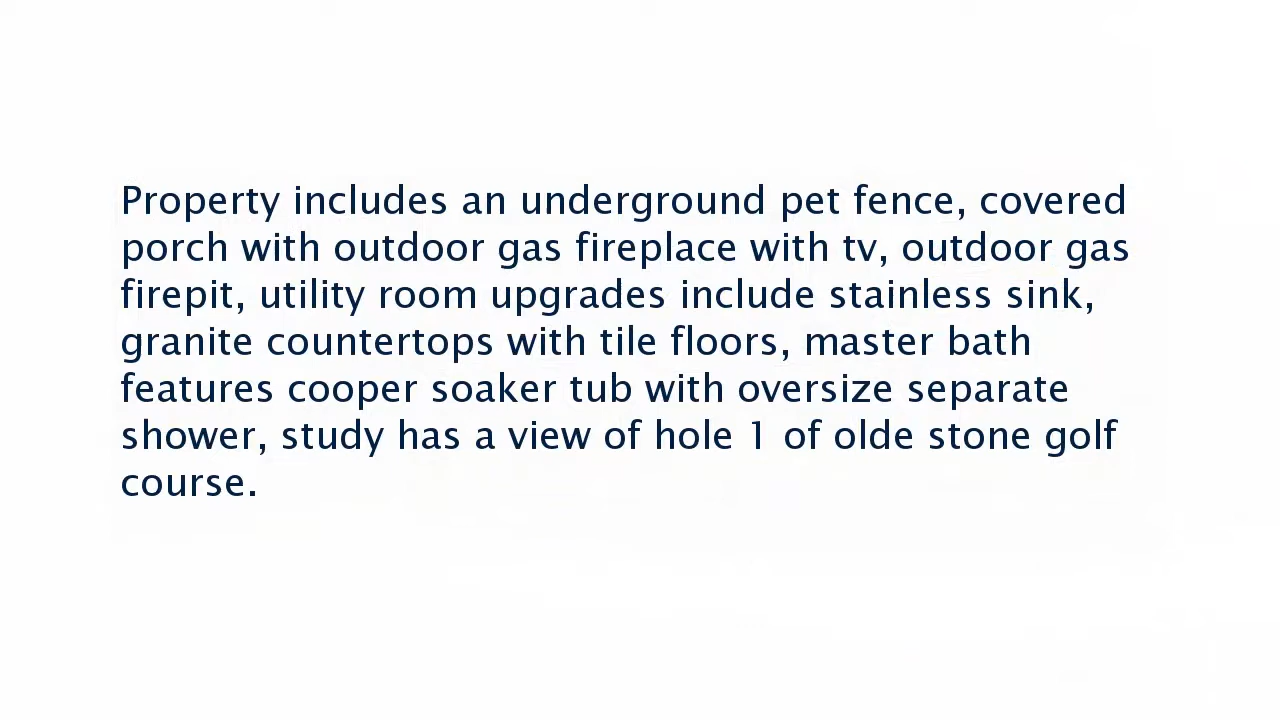 Property includes an underground pet fence, covered
porch with outdoor gas fireplace with tv, outdoor gas
firepit, utility room upgrades include stainless sink,
granite countertops with tile floors, master bath
features cooper soaker tub with oversize separate
shower, study has a view of hole 1 of olde stone golf
course.